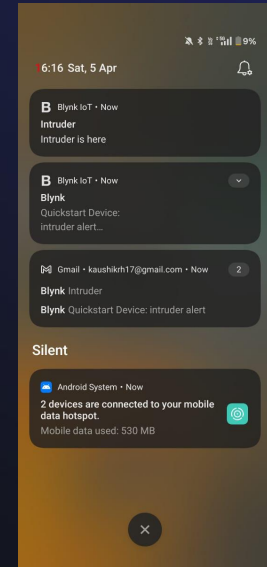 9%
6:16 Sat, 5 Apr
B Blynk IoT • Now
Intruder
Intruder is here
B Blynk IoT • Now
Blynk
Quickstart Device:
intruder alert...
Gmail • kaushikrh17@gmail.com • Now 2
Blynk Intruder
Blynk Quickstart Device: intruder alert
Silent
Android System • Now
2 devices are connected to your mobile
data hotspot.
Mobile data used: 530 MB